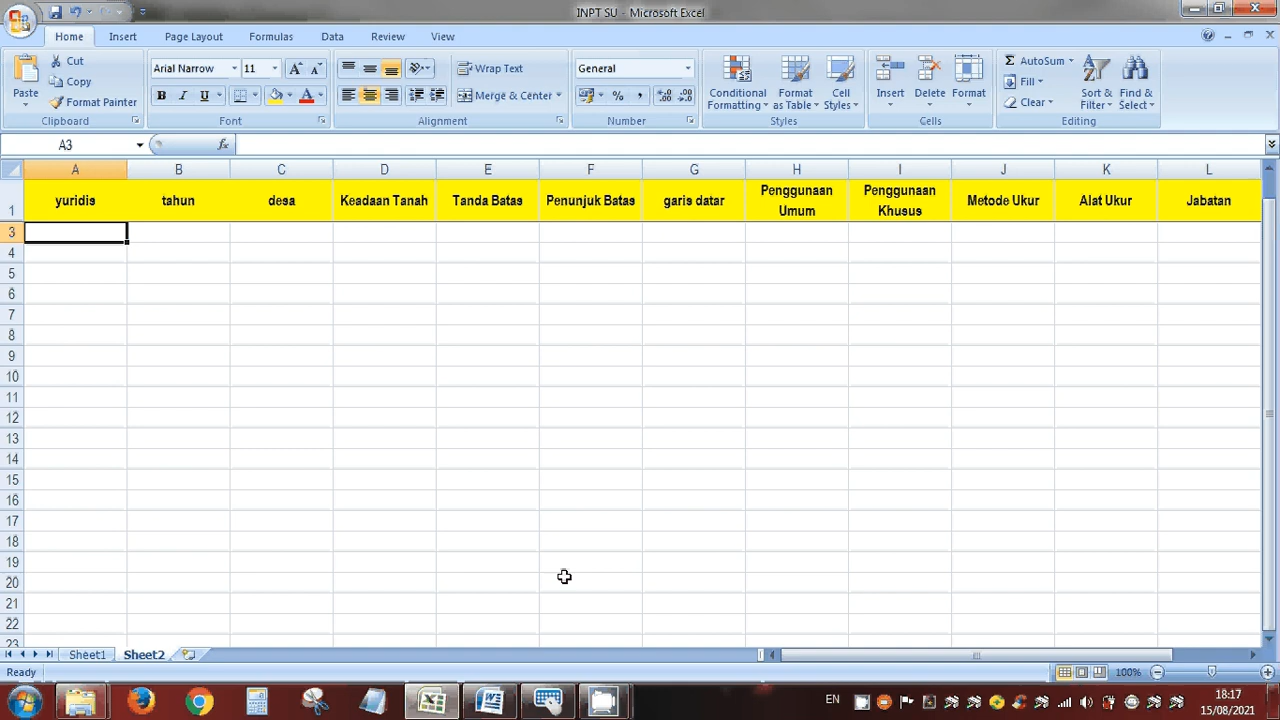 INPT SU - Microsoft Excel
Home Insert Page Layout Formulas Data Review View
Paste
Cut
Copy
Format Painter
Clipboard
Arial Narrow 11
A A
B I U
A
Font
Wrap Text
Merge & Center
Alignment
General
% , .0 .00 .00 .0
Number
Conditional Formatting
Format as Table
Cell Styles
Styles
Insert
Delete
Format
Cells
Σ AutoSum
Fill
Clear
Sort & Filter
Find & Select
Editing
A3 fx
A B C D E F G H I J K L
1 yuridis tahun desa Keadaan Tanah Tanda Batas Penunjuk Batas garis datar Penggunaan Umum Penggunaan Khusus Metode Ukur Alat Ukur Jabatan
3
4
5
6
7
8
9
10
11
12
13
14
15
16
17
18
19
20
21
22
23
Sheet1 Sheet2
Ready 100%
EN 18:17
15/08/2021